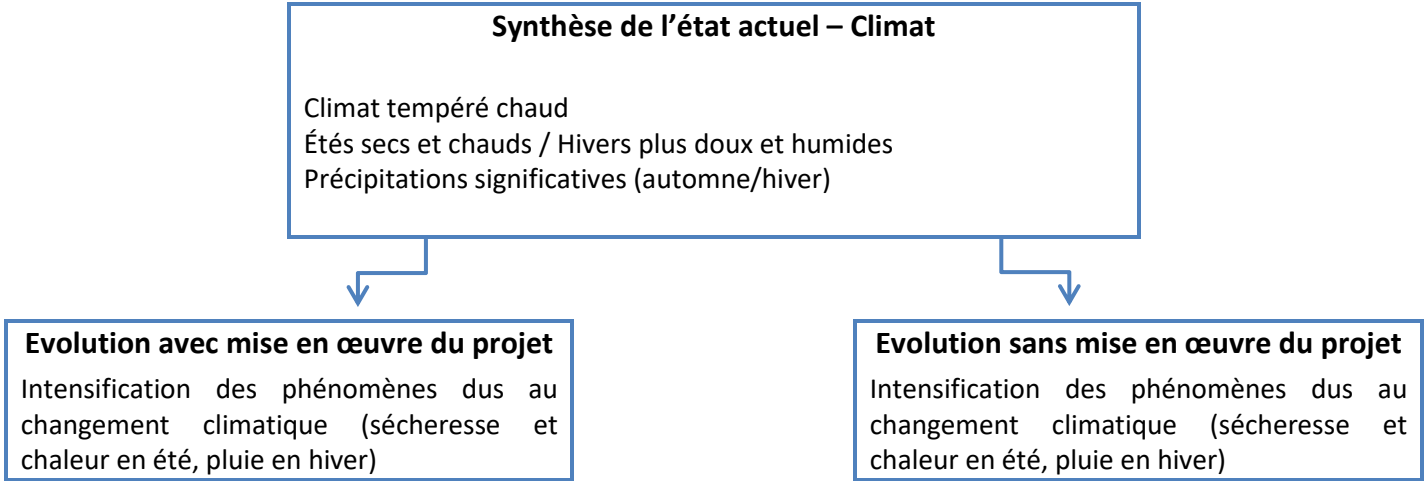 Synthèse de l’état actuel – Climat
Climat tempéré chaud
Étés secs et chauds / Hivers plus doux et humides
Précipitations significatives (automne/hiver)
Evolution avec mise en œuvre du projet
Intensification des phénomènes dus au
changement climatique (sécheresse et
chaleur en été, pluie en hiver)
Evolution sans mise en œuvre du projet
Intensification des phénomènes dus au
changement climatique (sécheresse et
chaleur en été, pluie en hiver)